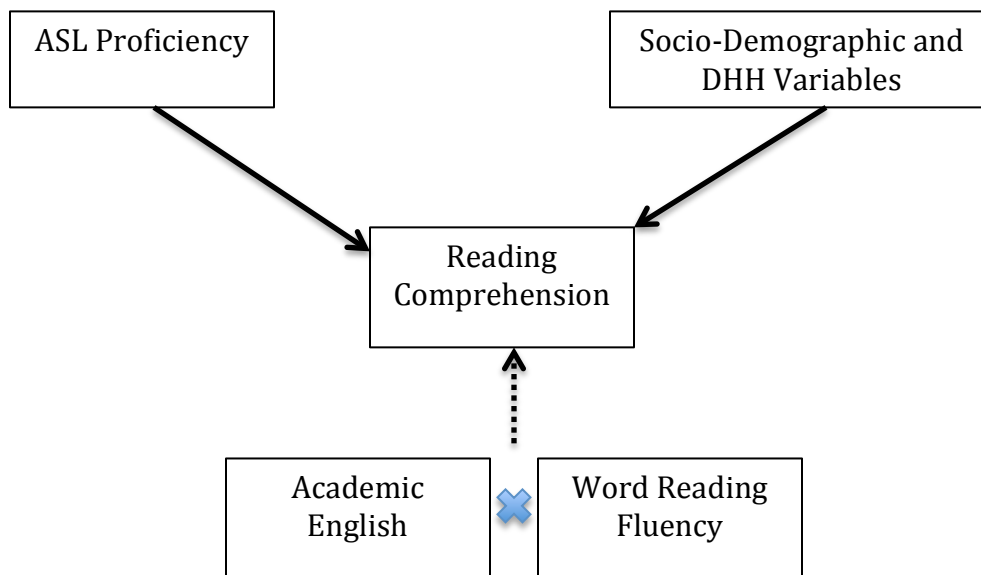 ASL Proficiency
Socio-Demographic and
DHH Variables
Reading
Comprehension
Academic
English
Word Reading
Fluency